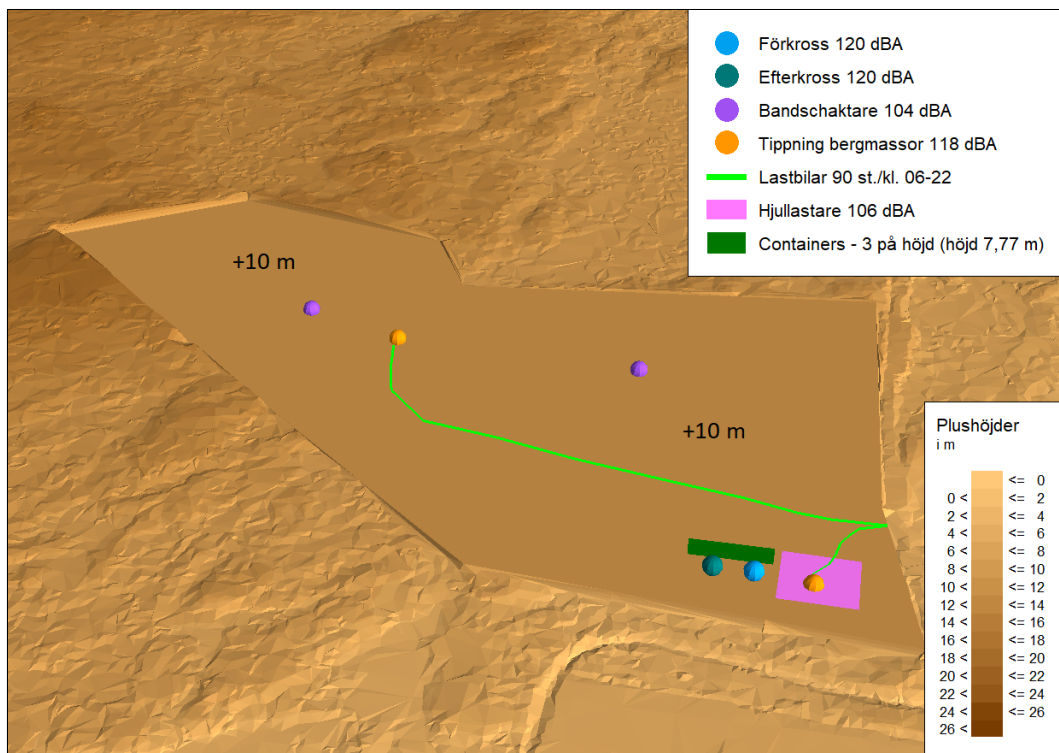 Förkross 120 dBA
Efterkross 120 dBA
Bandschaktare 104 dBA
Tippning bergmassor 118 dBA
Lastbilar 90 st./kl. 06-22
Hjullastare 106 dBA
Containers - 3 på höjd (höjd 7,77 m)
+10 m
+10 m
Plushöjder
i m
<= 0
0 < <= 2
2 < <= 4
4 < <= 6
6 < <= 8
8 < <= 10
10 < <= 12
12 < <= 14
14 < <= 16
16 < <= 18
18 < <= 20
20 < <= 22
22 < <= 24
24 < <= 26
26 <